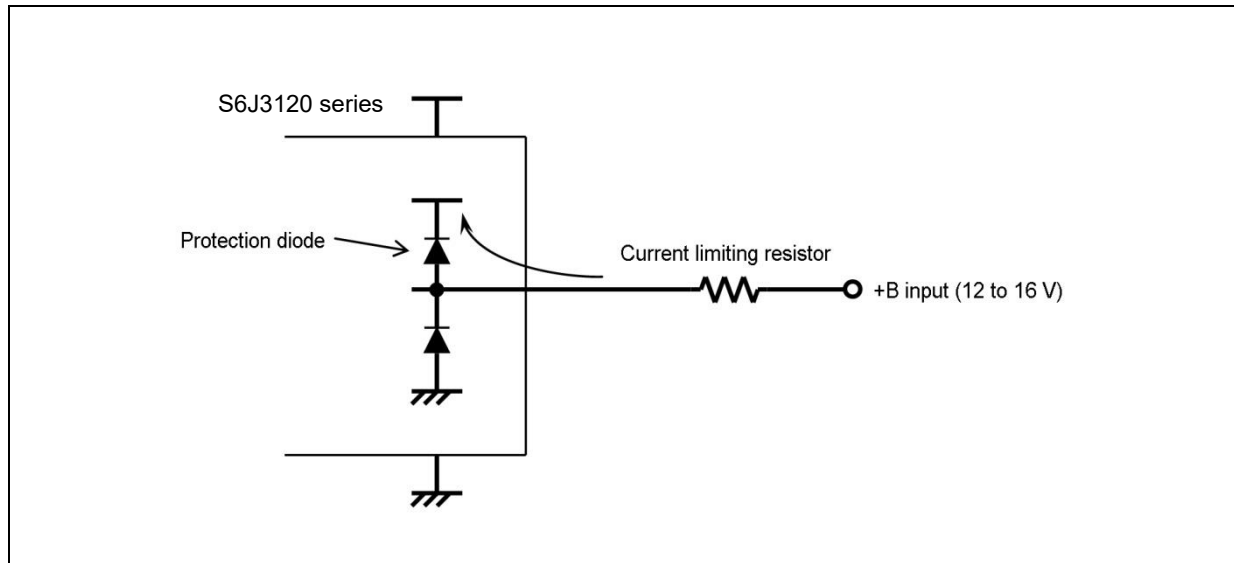 S6J3120 series
Protection diode
Current limiting resistor
+B input (12 to 16 V)